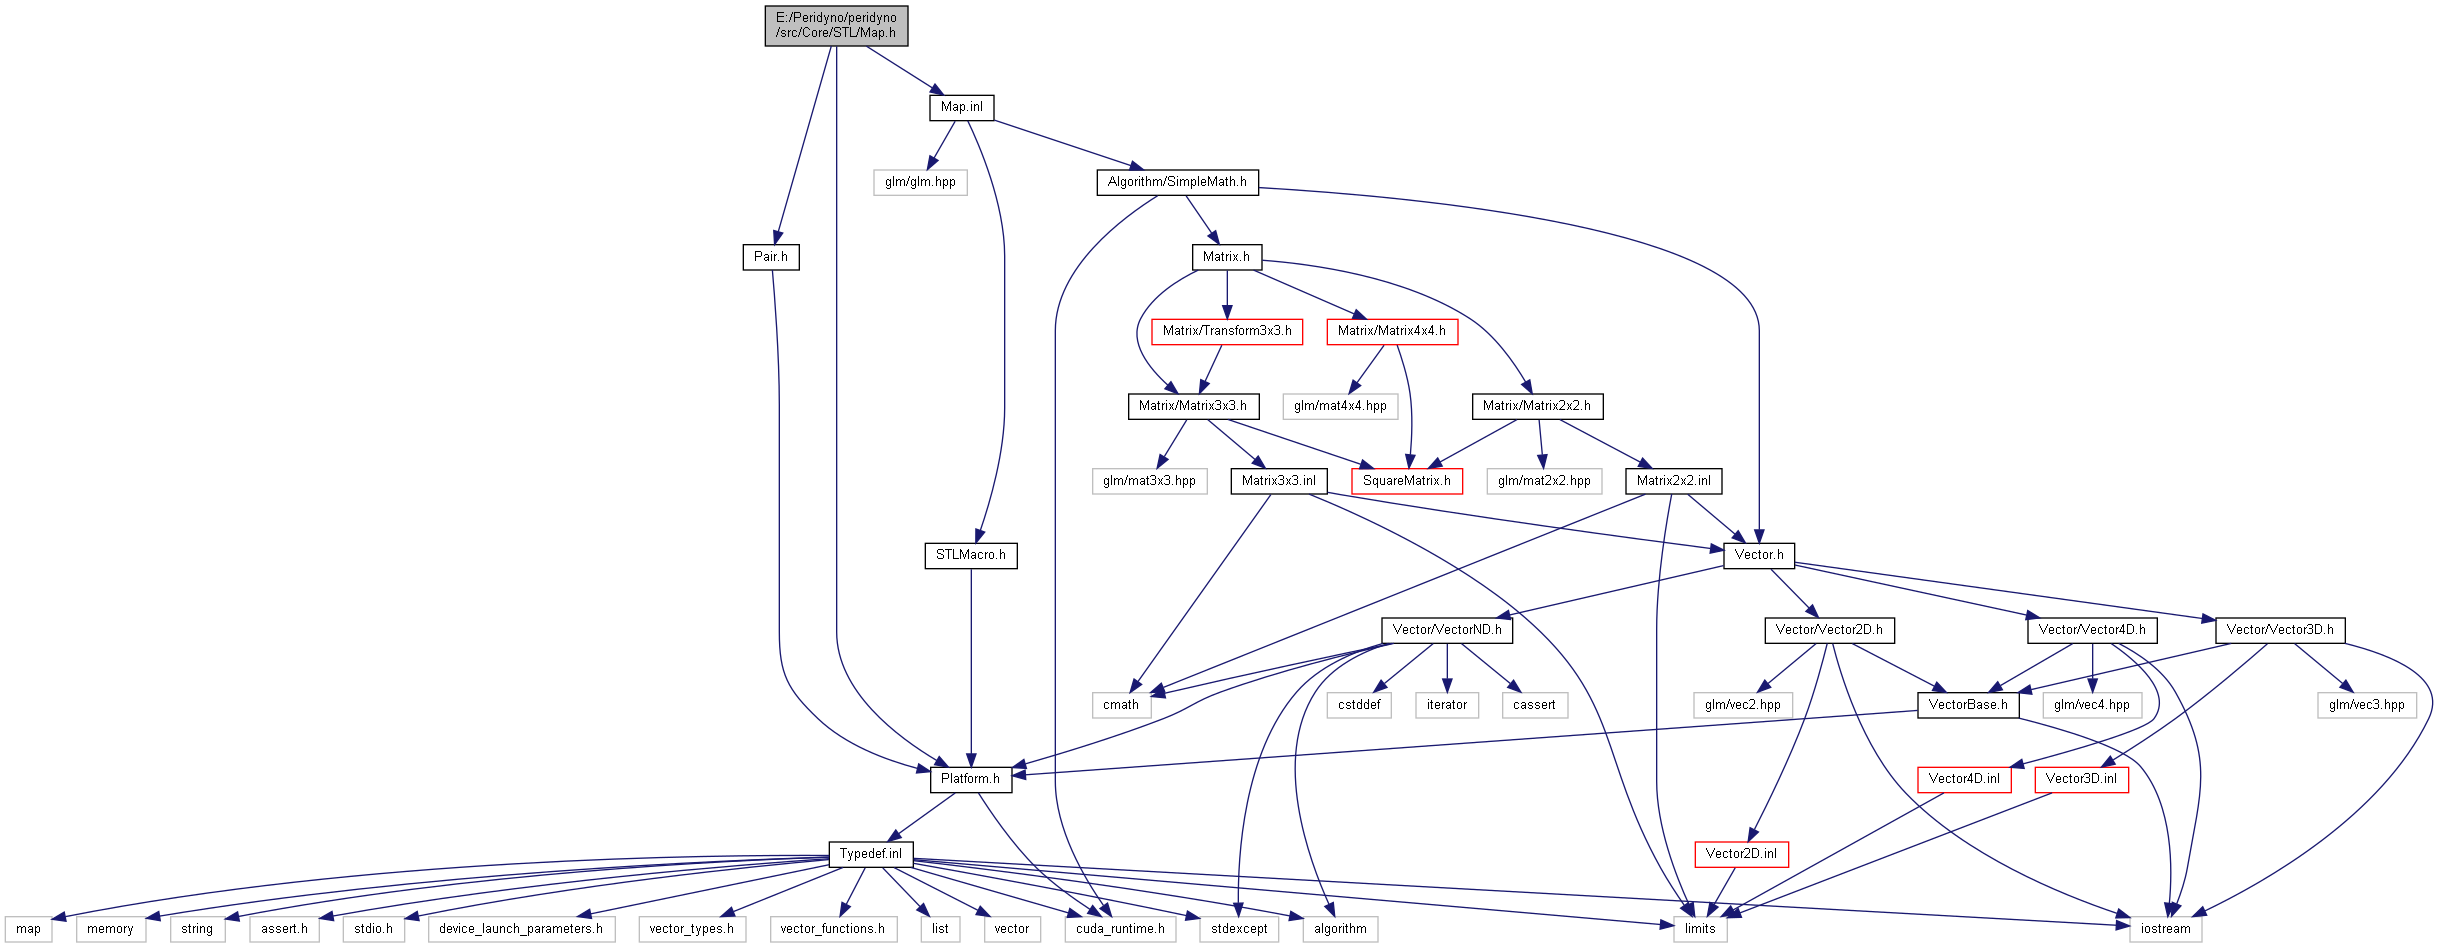 E:/Peridyno/peridyno
/src/Core/STL/Map.h
Map.inl
glm/glm.hpp
Algorithm/SimpleMath.h
Pair.h
Matrix.h
Matrix/Transform3x3.h
Matrix/Matrix4x4.h
Matrix/Matrix3x3.h
glm/mat4x4.hpp
Matrix/Matrix2x2.h
glm/mat3x3.hpp
Matrix3x3.inl
SquareMatrix.h
glm/mat2x2.hpp
Matrix2x2.inl
STLMacro.h
Vector.h
Vector/VectorND.h
Vector/Vector2D.h
Vector/Vector4D.h
Vector/Vector3D.h
cmath
cstddef
iterator
cassert
glm/vec2.hpp
VectorBase.h
glm/vec4.hpp
glm/vec3.hpp
Platform.h
Vector4D.inl
Vector3D.inl
Typedef.inl
Vector2D.inl
map
memory
string
assert.h
stdio.h
device_launch_parameters.h
vector_types.h
vector_functions.h
list
vector
cuda_runtime.h
stdexcept
algorithm
limits
iostream